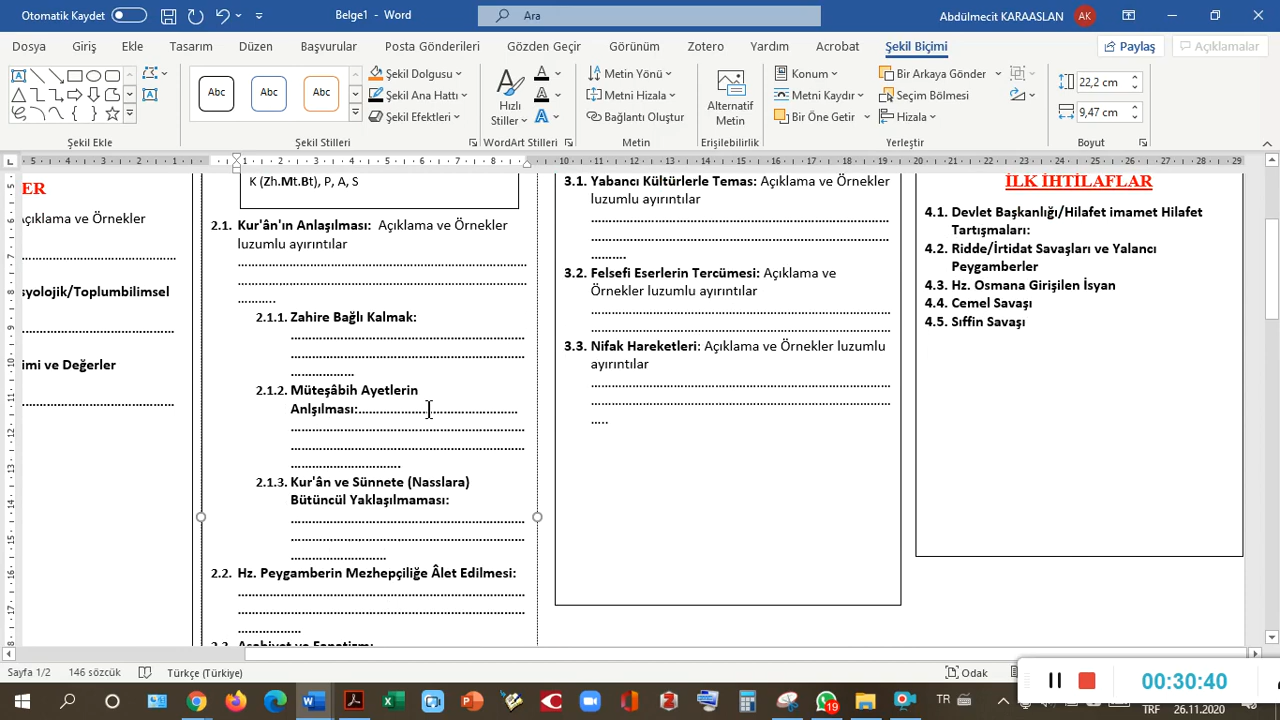 Otomatik Kaydet
Belge1 - Word
Ara
Abdülmecit KARAASLAN
AK
Dosya
Giriş
Ekle
Tasarım
Düzen
Başvurular
Posta Gönderileri
Gözden Geçir
Görünüm
Zotero
Yardım
Acrobat
Şekil Biçimi
Paylaş
Açıklamalar
Abc
Abc
Abc
Şekil Dolgusu
Şekil Ana Hattı
Şekil Efektleri
Hızlı
Stiller
Metin Yönü
Metni Hizala
Bağlantı Oluştur
Alternatif
Metin
Konum
Metni Kaydır
Bir Öne Getir
Bir Arkaya Gönder
Seçim Bölmesi
Hizala
22,2 cm
9,47 cm
Şekil Ekle
Şekil Stilleri
WordArt Stilleri
Metin
Erişilebilirlik
Yerleştir
Boyut
ER
çıklama ve Örnekler
syolojik/Toplumbilimsel
imi ve Değerler
K (Zh.Mt.Bt), P, A, S
2.1. Kur'ân'ın Anlaşılması: Açıklama ve Örnekler
luzumlu ayırıntılar
2.1.1. Zahire Bağlı Kalmak:
2.1.2. Müteşâbih Ayetlerin
Anlşılması:
2.1.3. Kur'ân ve Sünnete (Nasslara)
Bütüncül Yaklaşılmaması:
2.2. Hz. Peygamberin Mezhepçiliğe Âlet Edilmesi:
2.3. Asabiyet ve Fanatizm:
3.1. Yabancı Kültürlerle Temas: Açıklama ve Örnekler
luzumlu ayırıntılar
3.2. Felsefi Eserlerin Tercümesi: Açıklama ve
Örnekler luzumlu ayırıntılar
3.3. Nifak Hareketleri: Açıklama ve Örnekler luzumlu
ayırıntılar
İLK İHTİLAFLAR
4.1. Devlet Başkanlığı/Hilafet imamet Hilafet
Tartışmaları:
4.2. Ridde/İrtidat Savaşları ve Yalancı
Peygamberler
4.3. Hz. Osmana Girişilen İsyan
4.4. Cemel Savaşı
4.5. Sıffin Savaşı
Sayfa 1/2
146 sözcük
Türkçe (Türkiye)
Odak
00:30:40
19
TR
TRF
26.11.2020